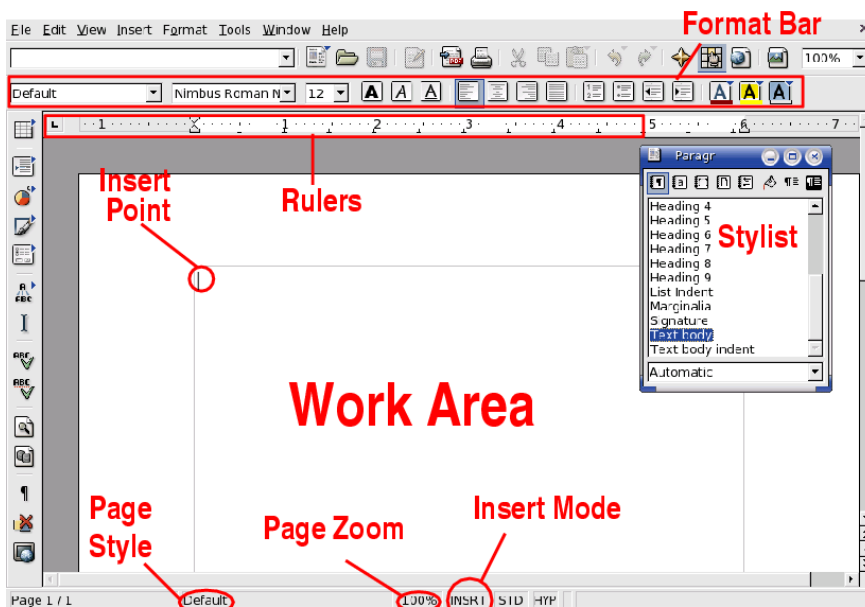 File Edit View Insert Format Tools Window Help
Format Bar
100%
Default Nimbus Roman N 12 A A A A A A
1 1 2 3 4 5 6 7
Insert
Point
Rulers
Paragr
Heading 4
Heading 5
Heading 6
Heading 7
Heading 8
Heading 9
List Indent
Marginalia
Signature
Text body
Text body indent
Automatic
Stylist
Work Area
Page
Style
Page Zoom
Insert Mode
Page 1 / 1 Default 100% INSRT STD HYP